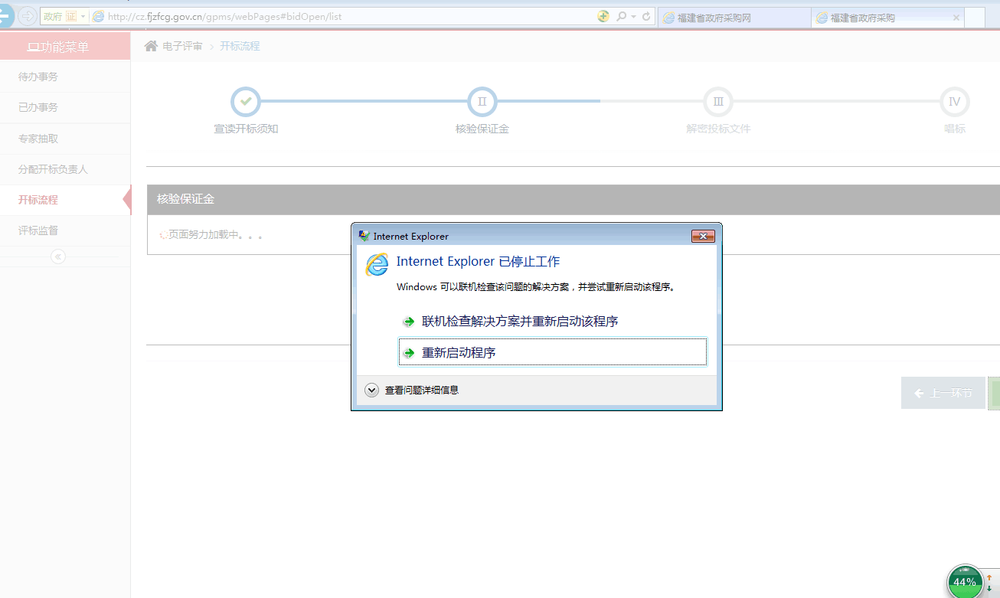 政府 证 http://cz.fjzfcg.gov.cn/gpms/webPages#bidOpen/list 福建省政府采购网 福建省政府采购
功能菜单
电子评审 > 开标流程
待办事务
已办事务
专家抽取
分配开标负责人
开标流程
评标监督
II III IV
宣读开标须知 核验保证金 解密投标文件 唱标
核验保证金
页面努力加载中。。。
Internet Explorer
Internet Explorer 已停止工作
Windows 可以联机检查该问题的解决方案，并尝试重新启动该程序。
联机检查解决方案并重新启动该程序
重新启动程序
查看问题详细信息
上一环节
44%